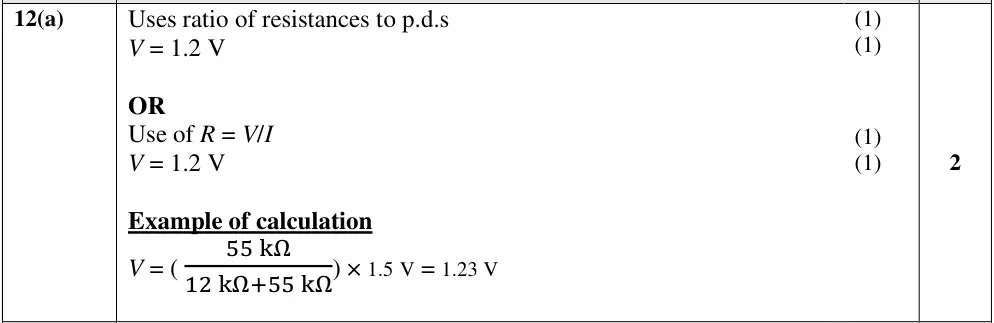 12(a) Uses ratio of resistances to p.d.s (1)
V = 1.2 V (1)
OR
Use of R = V/I (1)
V = 1.2 V (1) 2
Example of calculation
V = ( 55 kΩ / 12 kΩ+55 kΩ ) × 1.5 V = 1.23 V